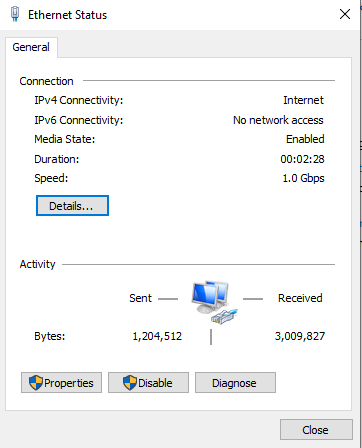 Ethernet Status
General
Connection
IPv4 Connectivity: Internet
IPv6 Connectivity: No network access
Media State: Enabled
Duration: 00:02:28
Speed: 1.0 Gbps
Details...
Activity
Sent Received
Bytes: 1,204,512 3,009,827
Properties Disable Diagnose
Close